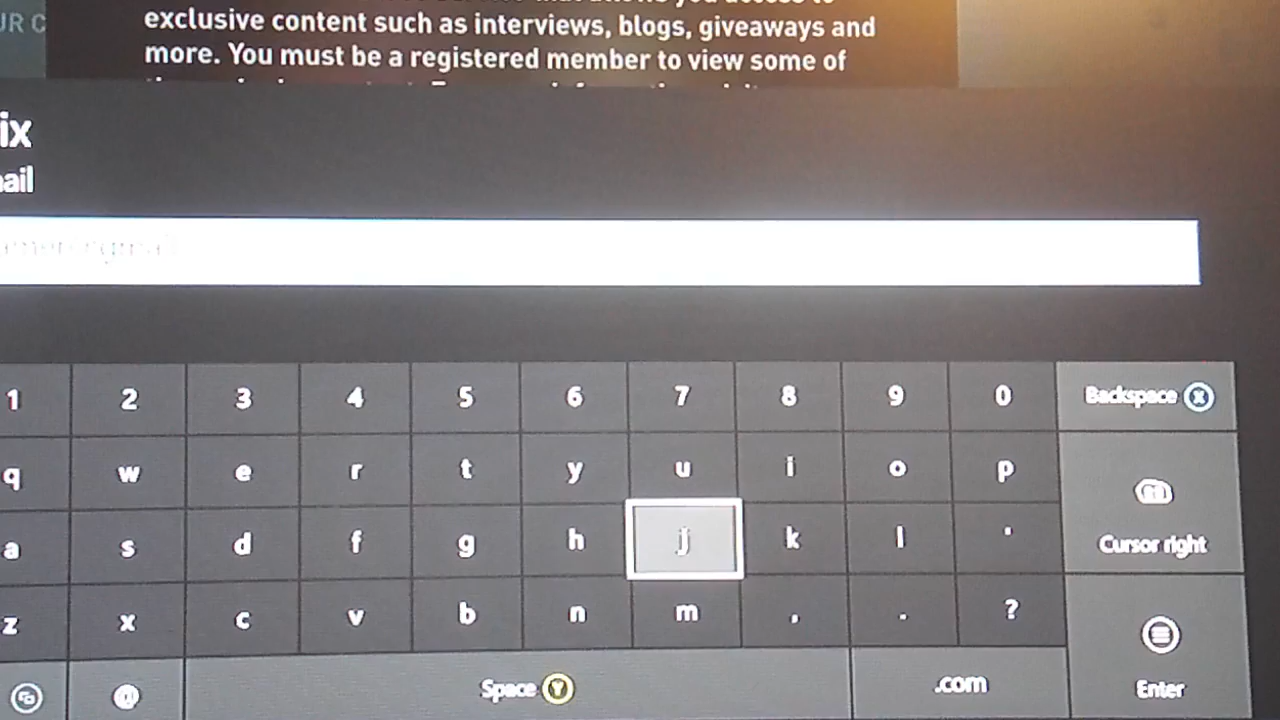 UR C
exclusive content such as interviews, blogs, giveaways and
more. You must be a registered member to view some of
ix
ail
1 2 3 4 5 6 7 8 9 0 Backspace X
q w e r t y u i o p
a s d f g h j k l ' Cursor right
z x c v b n m , . ?
@ Space Y .com Enter